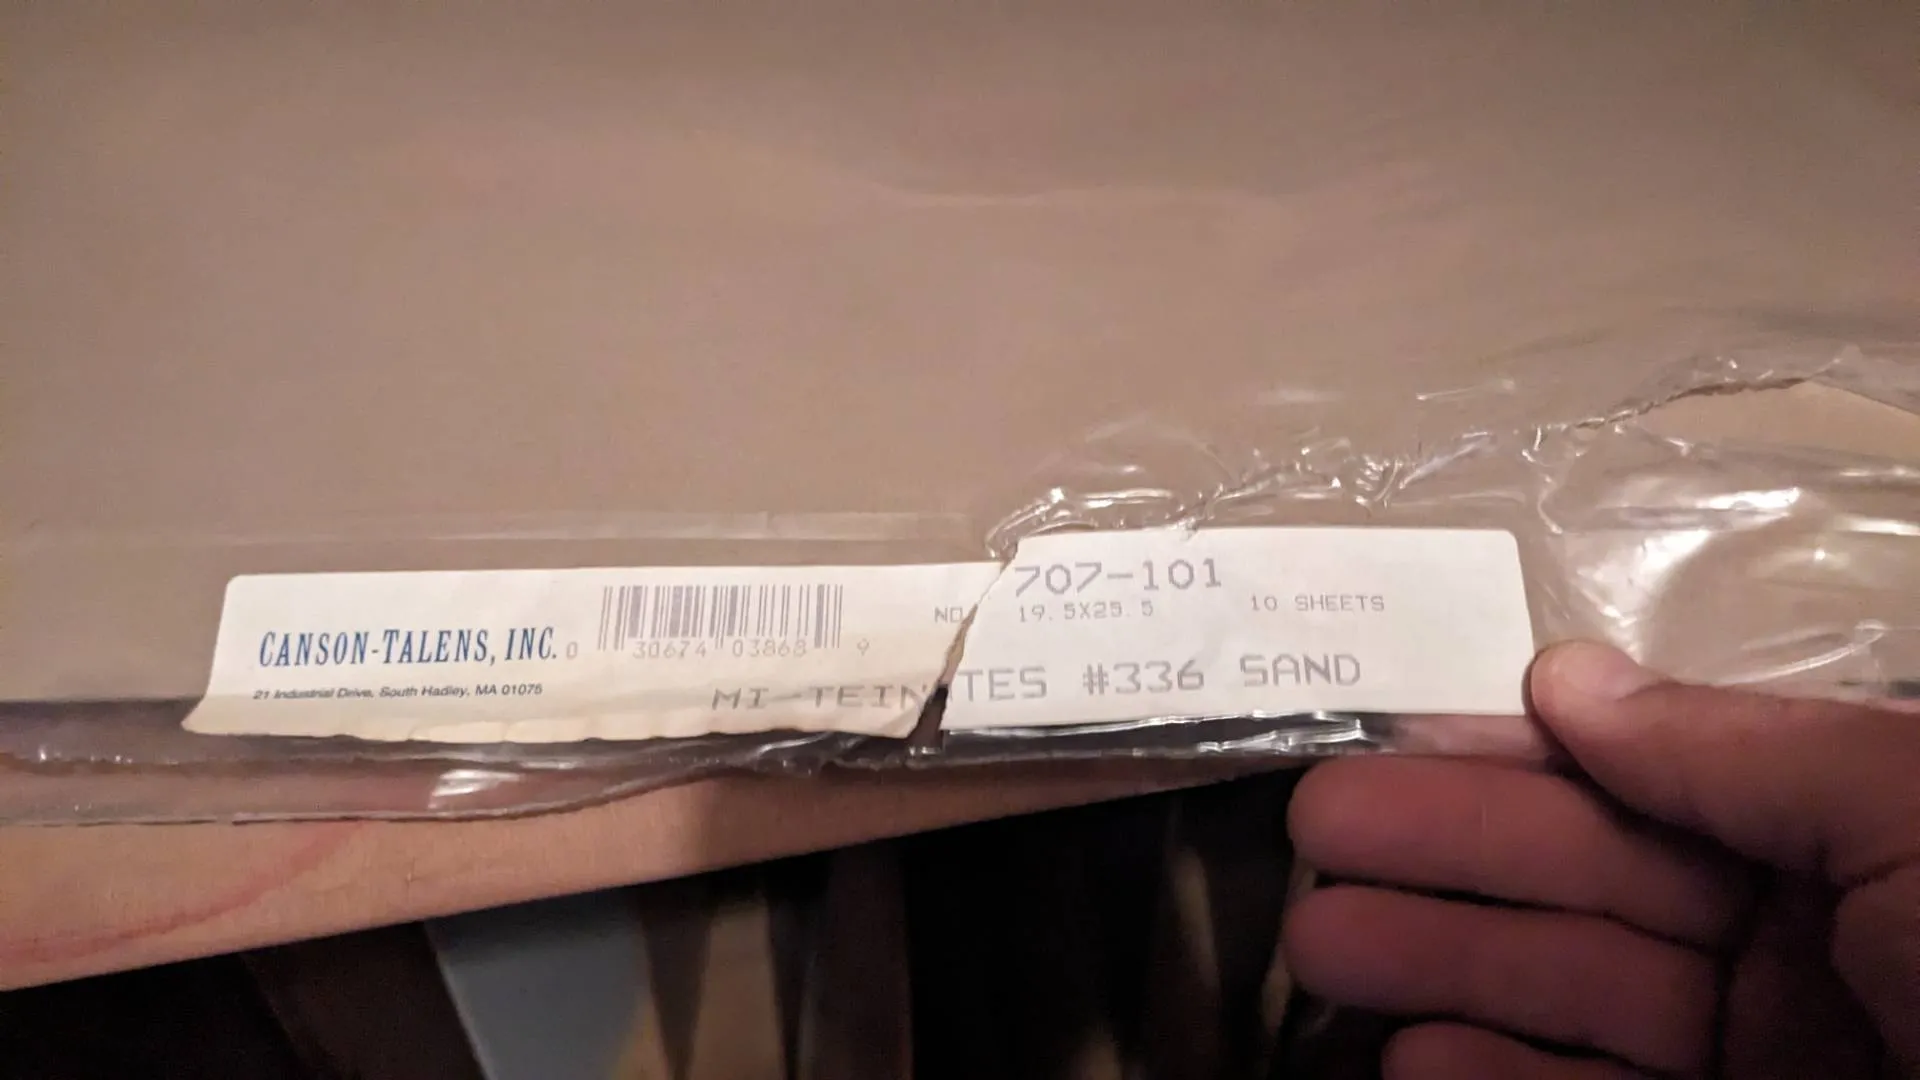 CANSON-TALENS, INC.
21 Industrial Drive, South Hadley, MA 01075
0 30674 03868 9
NO. 707-101
19.5X25.5 10 SHEETS
MI-TEINTES #336 SAND